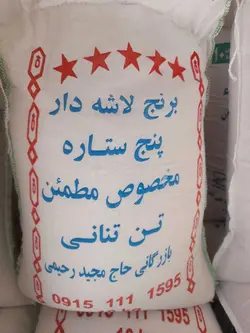 برنج لاشه دار
پنج ستاره
مخصوص مطمئن
تن تنانی
بازرگانی حاج مجید رحیمی
0915 111 1595